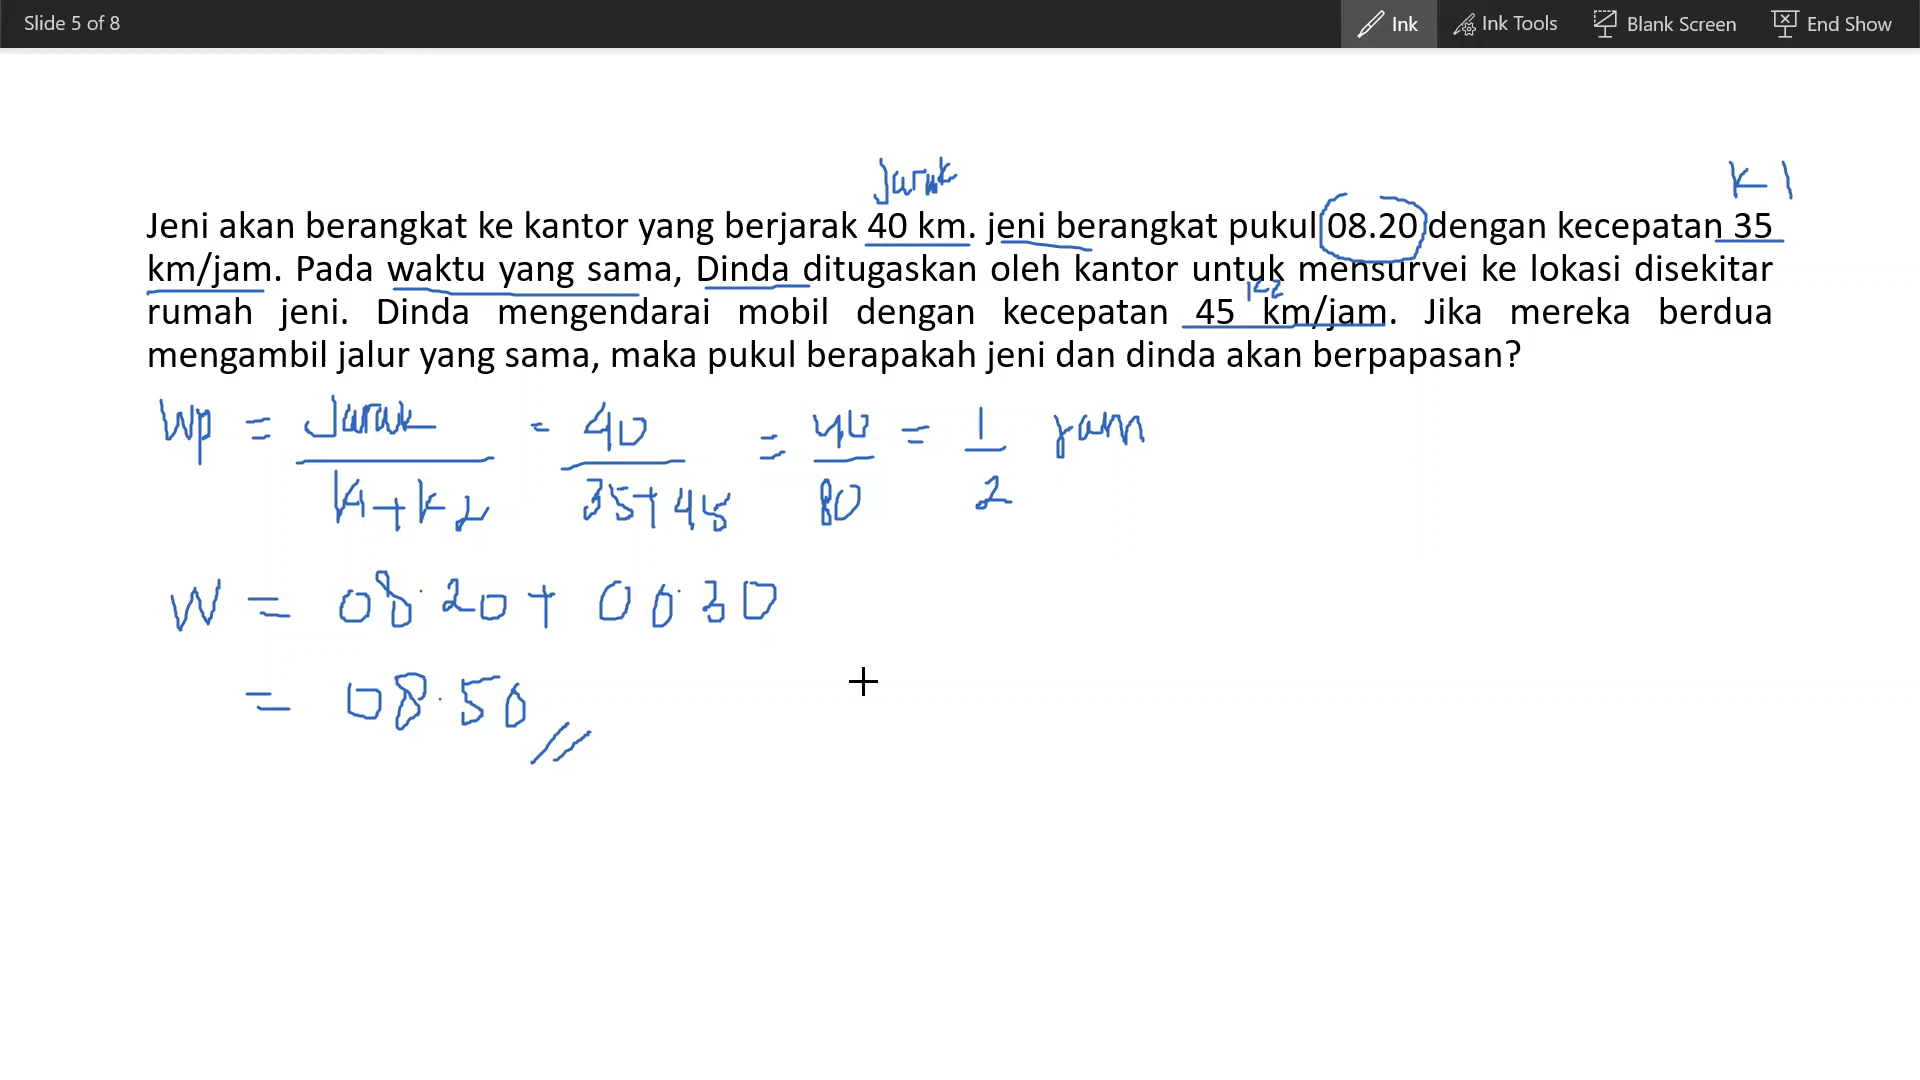 Slide 5 of 8 Ink Ink Tools Blank Screen End Show
Jarak K1
Jeni akan berangkat ke kantor yang berjarak 40 km. jeni berangkat pukul 08.20 dengan kecepatan 35
km/jam. Pada waktu yang sama, Dinda ditugaskan oleh kantor untuk mensurvei ke lokasi disekitar
k2
rumah jeni. Dinda mengendarai mobil dengan kecepatan 45 km/jam. Jika mereka berdua
mengambil jalur yang sama, maka pukul berapakah jeni dan dinda akan berpapasan?
Wp = Jarak = 40 = 40 = 1 jam
k1+k2 35+45 80 2
W = 08.20 + 00.30
= 08.50 //